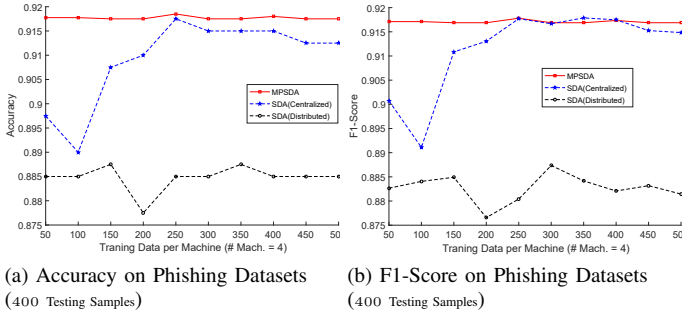 0.92
0.915
0.91
0.905
0.9
0.895
0.89
0.885
0.88
0.875
Accuracy
MPSDA
SDA(Centralized)
SDA(Distributed)
50 100 150 200 250 300 350 400 450 500
Traning Data per Machine (# Mach. = 4)
(a) Accuracy on Phishing Datasets
(400 Testing Samples)
0.92
0.915
0.91
0.905
0.9
0.895
0.89
0.885
0.88
0.875
F1-Score
MPSDA
SDA(Centralized)
SDA(Distributed)
50 100 150 200 250 300 350 400 450 50
Traning Data per Machine (# Mach. = 4)
(b) F1-Score on Phishing Datasets
(400 Testing Samples)